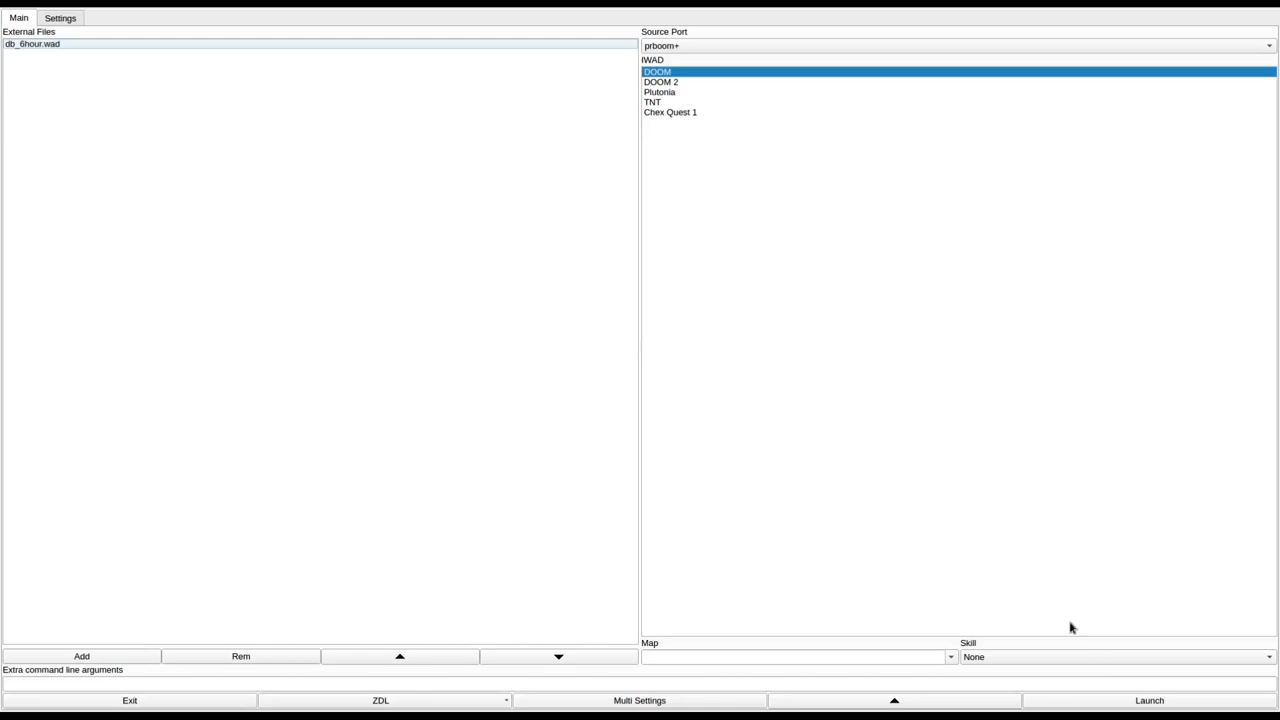 Main
Settings
External Files
db_6hour.wad
Source Port
prboom+
IWAD
DOOM
DOOM 2
Plutonia
TNT
Chex Quest 1
Map
Skill
None
Add
Rem
Extra command line arguments
Exit
ZDL
Multi Settings
Launch